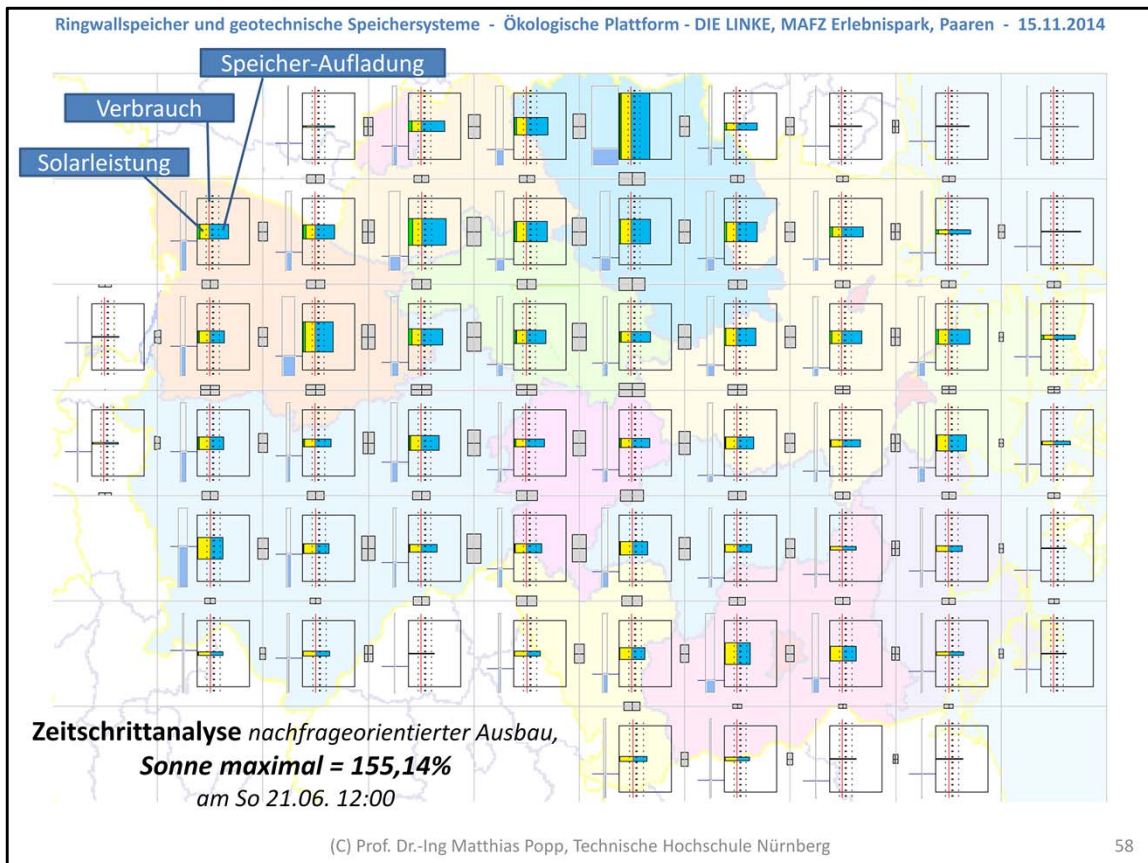 Ringwallspeicher und geotechnische Speichersysteme - Ökologische Plattform - DIE LINKE, MAFZ Erlebnispark, Paaren - 15.11.2014
Speicher-Aufladung
Verbrauch
Solarleistung
Zeitschrittanalyse nachfrageorientierter Ausbau,
Sonne maximal = 155,14%
am So 21.06. 12:00
(C) Prof. Dr.-Ing Matthias Popp, Technische Hochschule Nürnberg
58